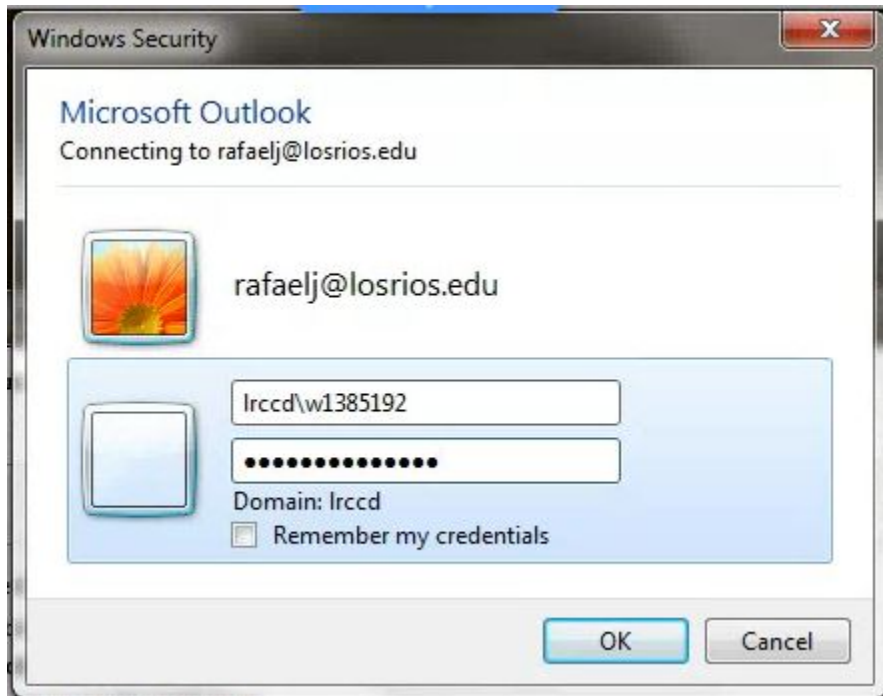 Windows Security
Microsoft Outlook
Connecting to rafaelj@losrios.edu
rafaelj@losrios.edu
lrccd\w1385192
••••••••••••••
Domain: lrccd
Remember my credentials
OK
Cancel